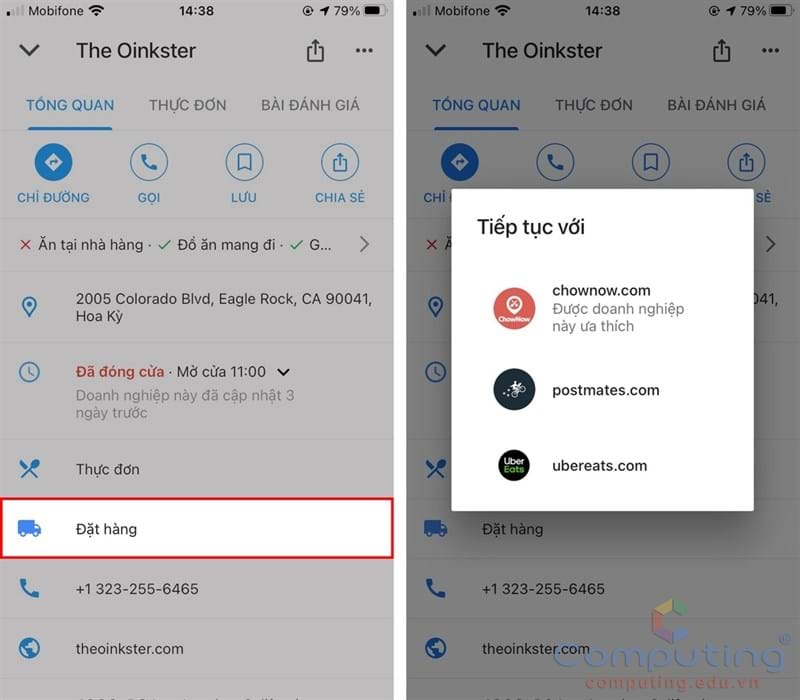 Mobifone 14:38 79%
The Oinkster
TỔNG QUAN THỰC ĐƠN BÀI ĐÁNH GIÁ
CHỈ ĐƯỜNG GỌI LƯU CHIA SẺ
Ăn tại nhà hàng · Đồ ăn mang đi · G...
2005 Colorado Blvd, Eagle Rock, CA 90041,
Hoa Kỳ
Đã đóng cửa · Mở cửa 11:00
Doanh nghiệp này đã cập nhật 3
ngày trước
Thực đơn
Đặt hàng
+1 323-255-6465
theoinkster.com
Mobifone 14:38 79%
The Oinkster
TỔNG QUAN THỰC ĐƠN BÀI ĐÁNH GIÁ
CHỈ SẺ
Tiếp tục với
ChowNow
chownow.com
Được doanh nghiệp
này ưa thích
041,
postmates.com
Uber
Eats
ubereats.com
Đặt hàng
+1 323-255-6465
theoinkster.com
Computing
computing.edu.vn